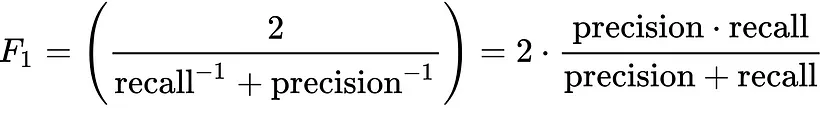 F₁ = ( 2 / (recall⁻¹ + precision⁻¹) ) = 2 · (precision · recall) / (precision + recall)